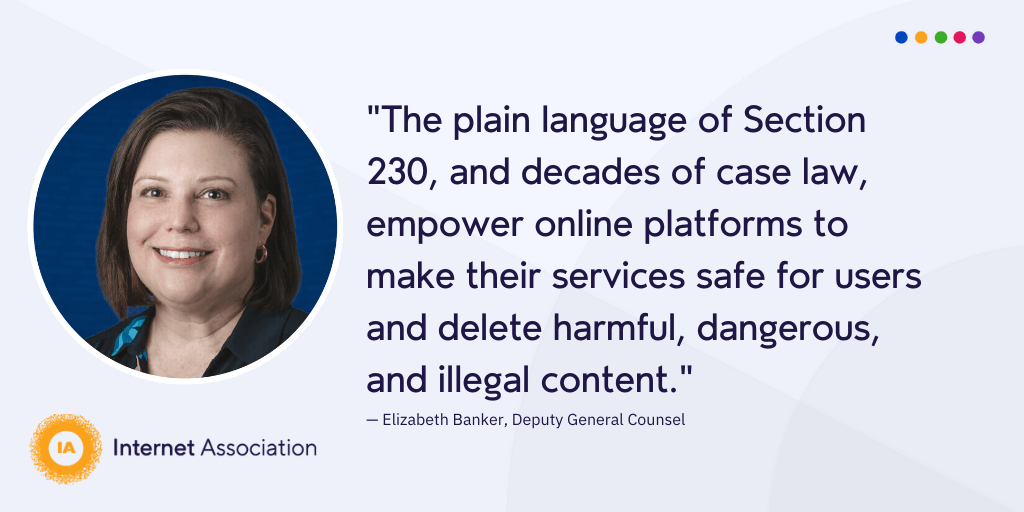 "The plain language of Section
230, and decades of case law,
empower online platforms to
make their services safe for users
and delete harmful, dangerous,
and illegal content."
— Elizabeth Banker, Deputy General Counsel
IA
Internet Association